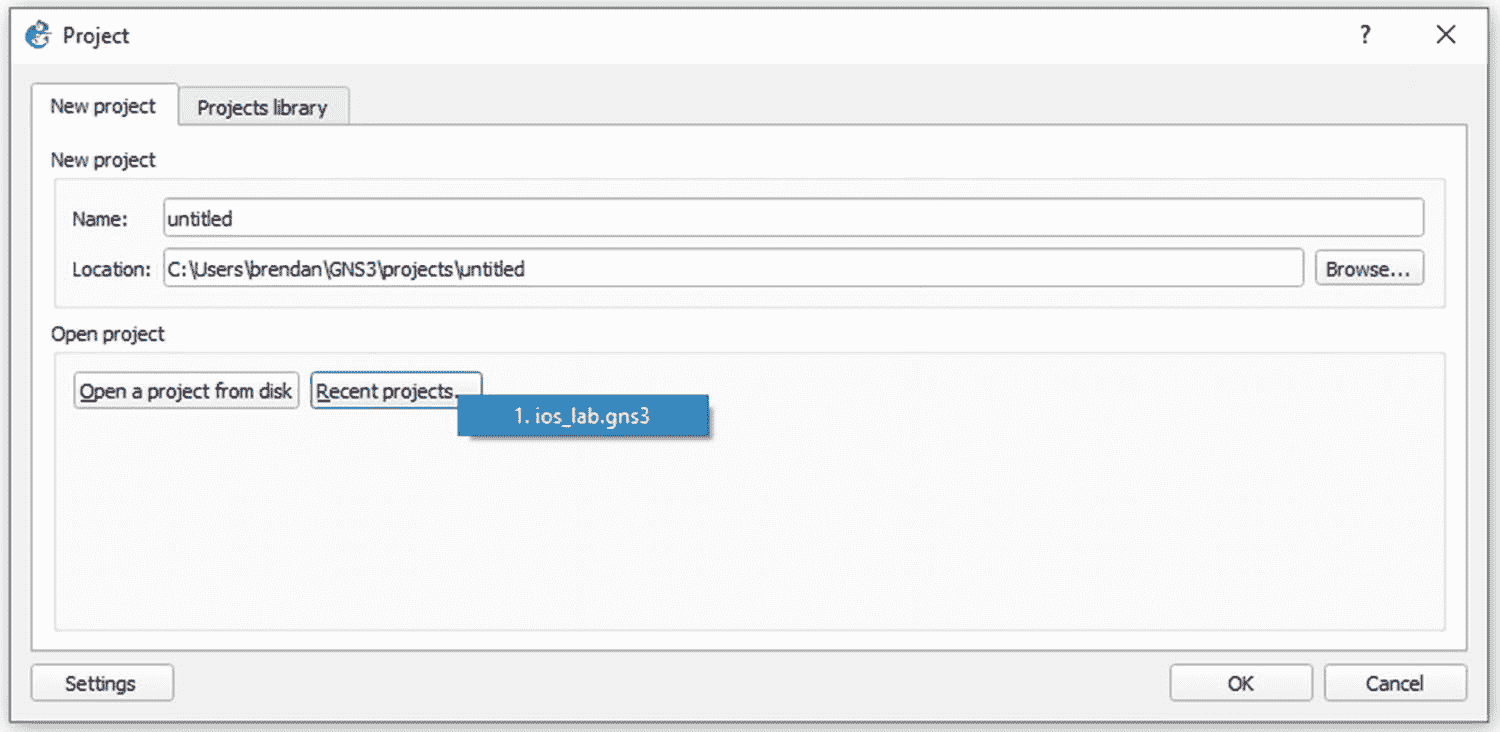 Project
?
New project
Projects library
New project
Name:
untitled
Location:
C:\Users\brendan\GNS3\projects\untitled
Browse...
Open project
Open a project from disk
Recent projects..
1. ios_lab.gns3
Settings
OK
Cancel